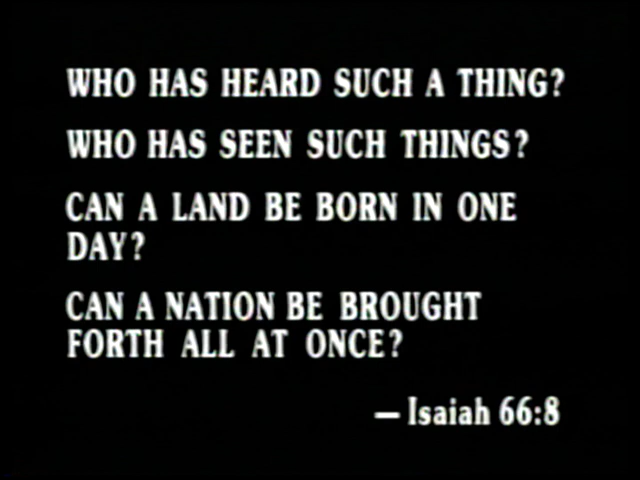 WHO HAS HEARD SUCH A THING?
WHO HAS SEEN SUCH THINGS?
CAN A LAND BE BORN IN ONE
DAY?
CAN A NATION BE BROUGHT
FORTH ALL AT ONCE?
— Isaiah 66:8